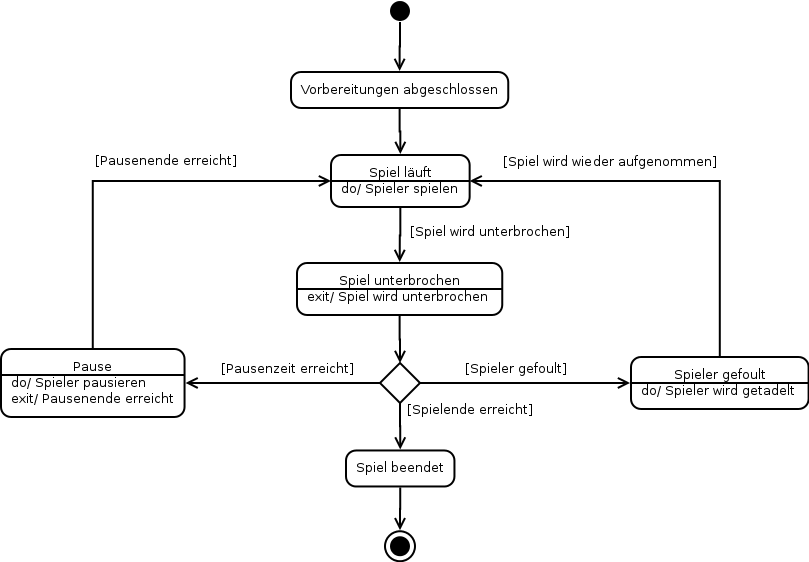 Vorbereitungen abgeschlossen
[Pausenende erreicht]
[Spiel wird wieder aufgenommen]
Spiel läuft
do/ Spieler spielen
[Spiel wird unterbrochen]
Spiel unterbrochen
exit/ Spiel wird unterbrochen
[Pausenzeit erreicht]
[Spieler gefoult]
Pause
do/ Spieler pausieren
exit/ Pausenende erreicht
Spieler gefoult
do/ Spieler wird getadelt
[Spielende erreicht]
Spiel beendet